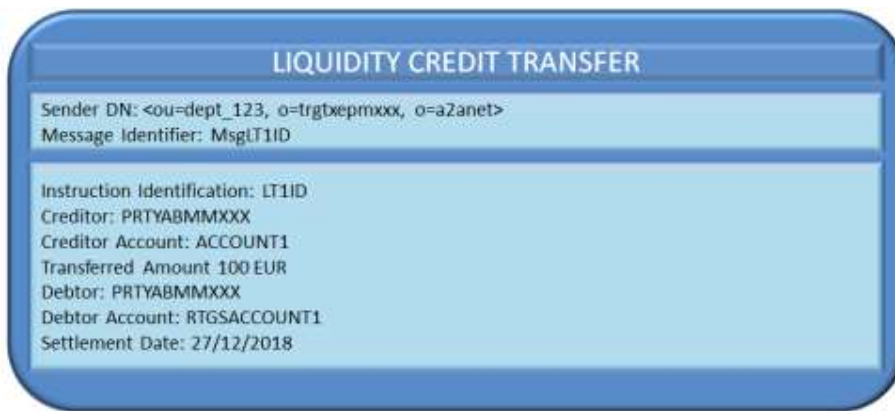 LIQUIDITY CREDIT TRANSFER
Sender DN: <ou=dept_123, o=trgtxepmxxx, o=a2anet>
Message Identifier: MsgLT1ID
Instruction Identification: LT1ID
Creditor: PRTYABMMXXX
Creditor Account: ACCOUNT1
Transferred Amount 100 EUR
Debtor: PRTYABMMXXX
Debtor Account: RTGSACCOUNT1
Settlement Date: 27/12/2018